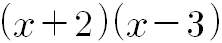 (x + 2)(x − 3)